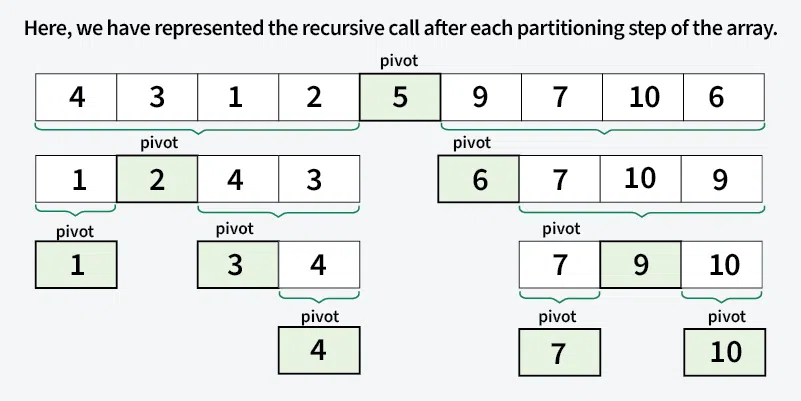 Here, we have represented the recursive call after each partitioning step of the array.
pivot
4 3 1 2 5 9 7 10 6
pivot pivot
1 2 4 3 6 7 10 9
pivot pivot pivot
1 3 4 7 9 10
pivot pivot pivot
4 7 10